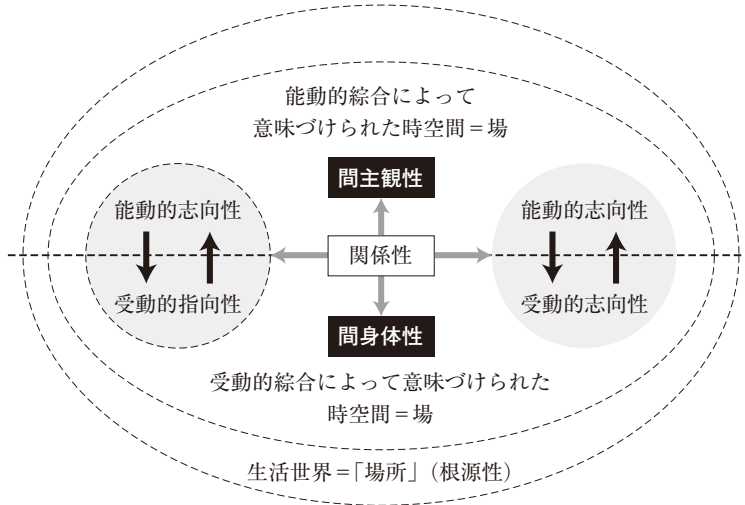 能動的綜合によって
意味づけられた時空間＝場
間主観性
能動的志向性
能動的志向性
関係性
受動的指向性
受動的志向性
間身体性
受動的綜合によって意味づけられた
時空間＝場
生活世界＝「場所」（根源性）